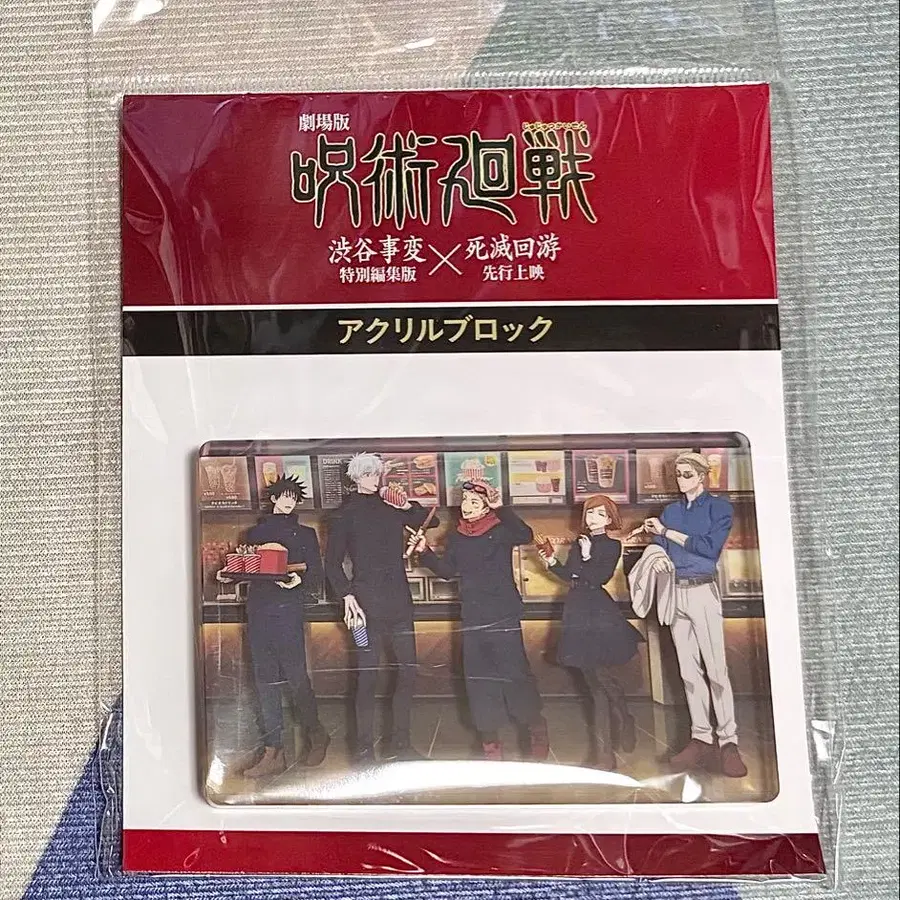 劇場版
じゅじゅつかいせん
呪術廻戦
渋谷事変 × 死滅回游
特別編集版 先行上映
アクリルブロック